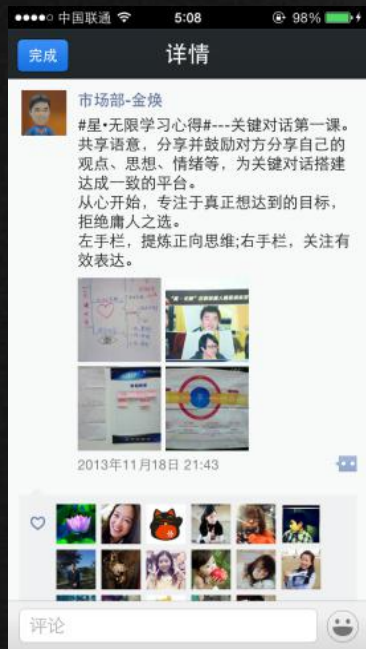 中国联通 5:08 98%
完成 详情
市场部-金焕
#星•无限学习心得#---关键对话第一课。
共享语意，分享并鼓励对方分享自己的
观点、思想、情绪等，为关键对话搭建
达成一致的平台。
从心开始，专注于真正想达到的目标，
拒绝庸人之选。
左手栏，提炼正向思维;右手栏，关注有
效表达。
2013年11月18日 21:43
评论